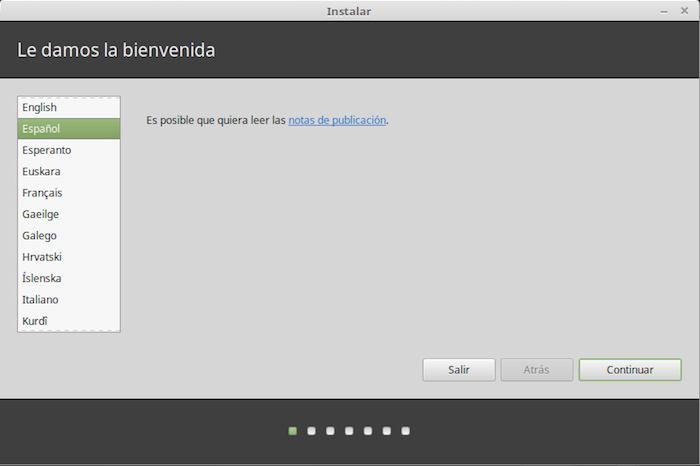 Instalar
Le damos la bienvenida
English
Español
Esperanto
Euskara
Français
Gaeilge
Galego
Hrvatski
Íslenska
Italiano
Kurdî
Es posible que quiera leer las notas de publicación.
Salir
Atrás
Continuar